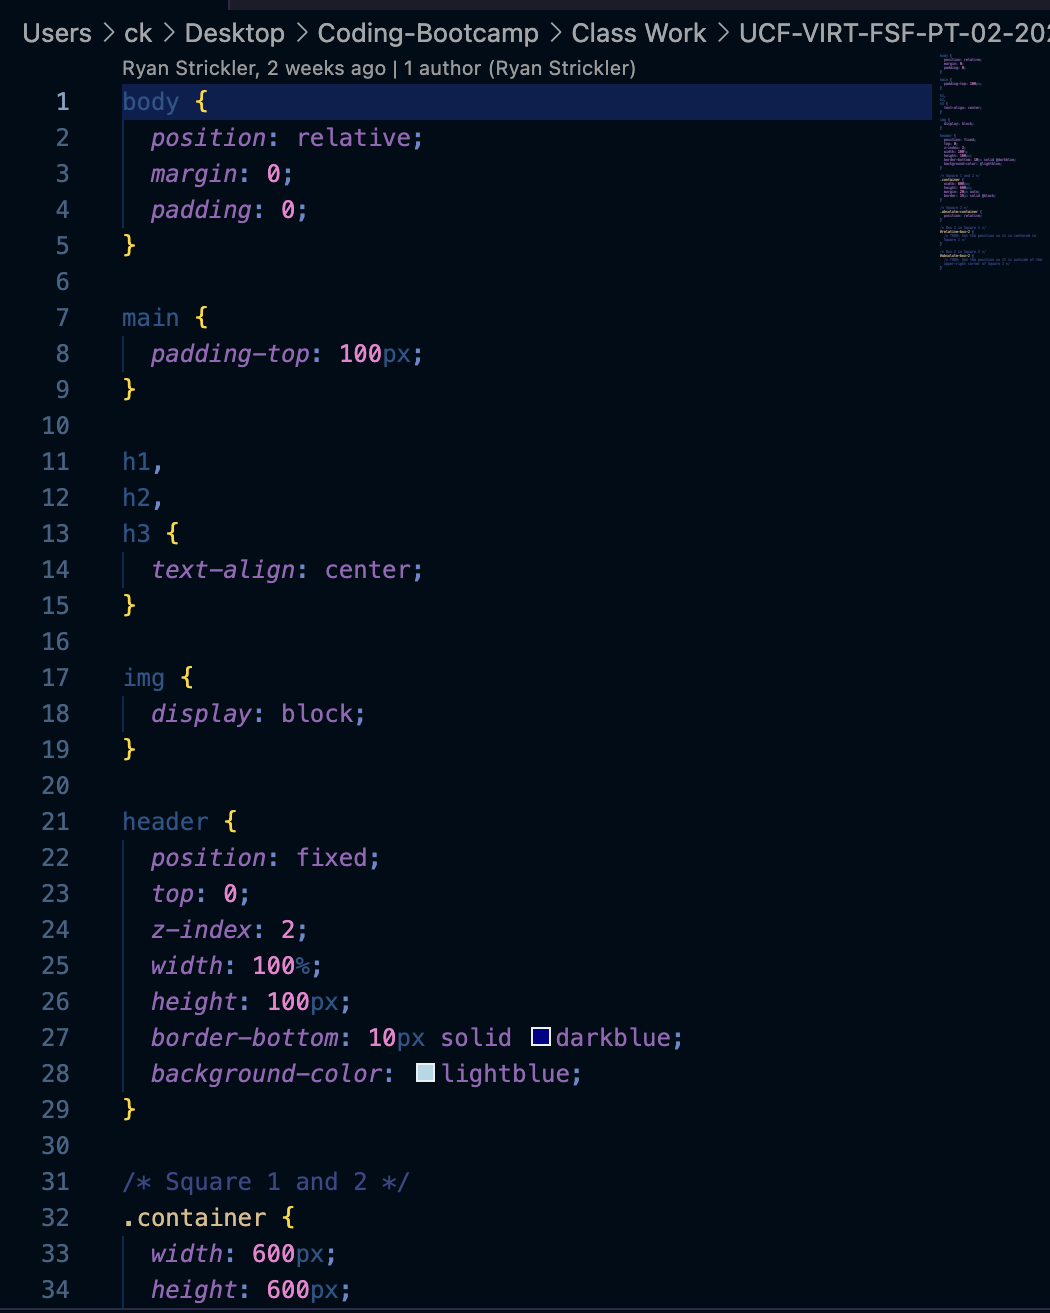 Users > ck > Desktop > Coding-Bootcamp > Class Work > UCF-VIRT-FSF-PT-02-202
Ryan Strickler, 2 weeks ago | 1 author (Ryan Strickler)
1 body {
2 position: relative;
3 margin: 0;
4 padding: 0;
5 }
6
7 main {
8 padding-top: 100px;
9 }
10
11 h1,
12 h2,
13 h3 {
14 text-align: center;
15 }
16
17 img {
18 display: block;
19 }
20
21 header {
22 position: fixed;
23 top: 0;
24 z-index: 2;
25 width: 100%;
26 height: 100px;
27 border-bottom: 10px solid darkblue;
28 background-color: lightblue;
29 }
30
31 /* Square 1 and 2 */
32 .container {
33 width: 600px;
34 height: 600px;